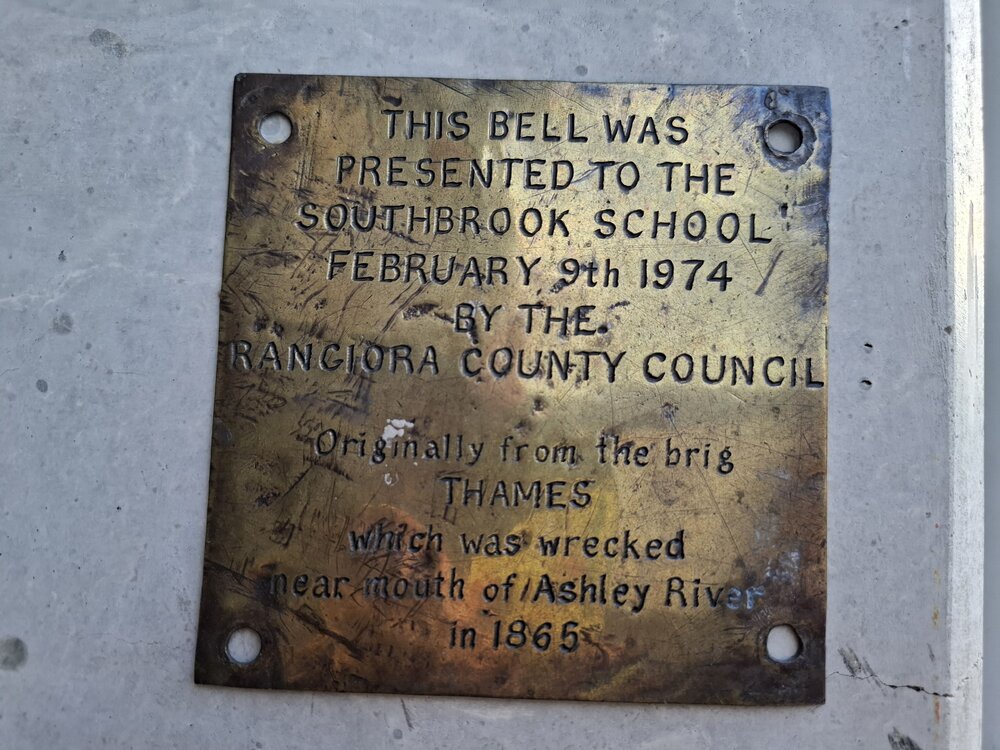 THIS BELL WAS
PRESENTED TO THE
SOUTHBROOK SCHOOL
FEBRUARY 9th 1974
BY THE.
RANGIORA COUNTY COUNCIL
Originally from the brig
THAMES
which was wrecked
near mouth of Ashley River
in 1865